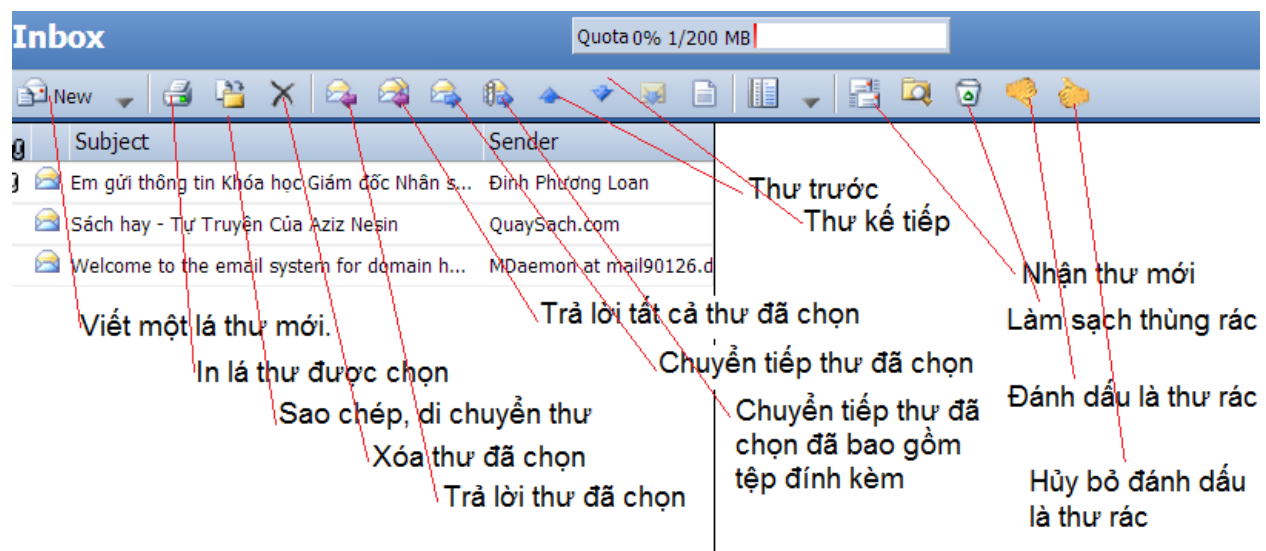 Inbox
Quota 0% 1/200 MB
New
Subject Sender
Em gửi thông tin Khóa học Giám đốc Nhân s... Đinh Phương Loan
Sách hay - Tự Truyện Của Aziz Nesin QuaySach.com
Welcome to the email system for domain h... MDaemon at mail90126.d
Thư trước
Thư kế tiếp
Nhận thư mới
Làm sạch thùng rác
Đánh dấu là thư rác
Hủy bỏ đánh dấu
là thư rác
Trả lời tất cả thư đã chọn
Chuyển tiếp thư đã chọn
Chuyển tiếp thư đã
chọn đã bao gồm
tệp đính kèm
Viết một lá thư mới.
In lá thư được chọn
Sao chép, di chuyển thư
Xóa thư đã chọn
Trả lời thư đã chọn